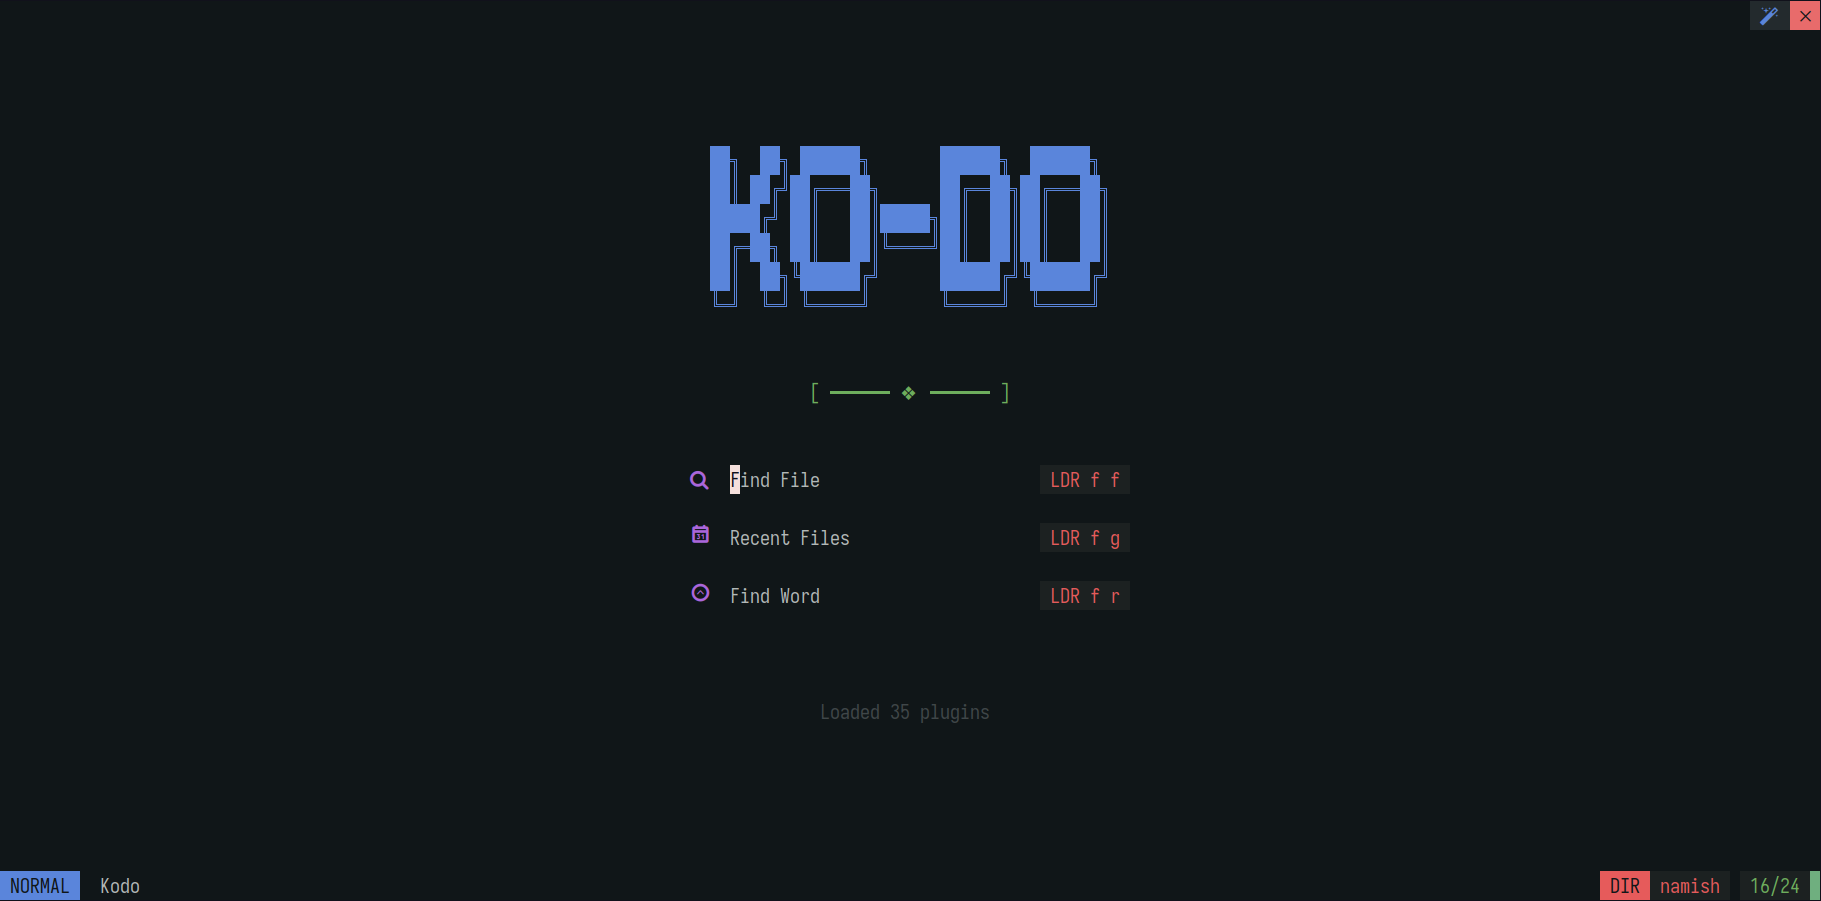 KO-DO
[ ━━━━━━ ❖ ━━━━━━ ]
Find File LDR f f
Recent Files LDR f g
Find Word LDR f r
Loaded 35 plugins
NORMAL Kodo DIR namish 16/24